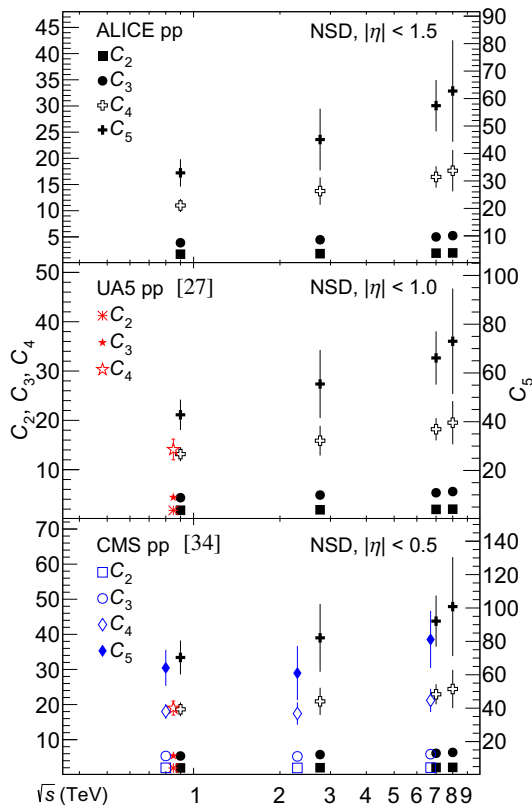 ALICE pp NSD, |η| < 1.5
C₂
C₃
C₄
C₅
45
40
35
30
25
20
15
10
5
90
80
70
60
50
40
30
20
10
UA5 pp [27] NSD, |η| < 1.0
C₂
C₃
C₄
50
40
30
20
10
C₂, C₃, C₄
100
80
60
40
20
C₅
CMS pp [34] NSD, |η| < 0.5
C₂
C₃
C₄
C₅
70
60
50
40
30
20
10
140
120
100
80
60
40
20
√s (TeV) 1 2 3 4 5 6 7 8 9